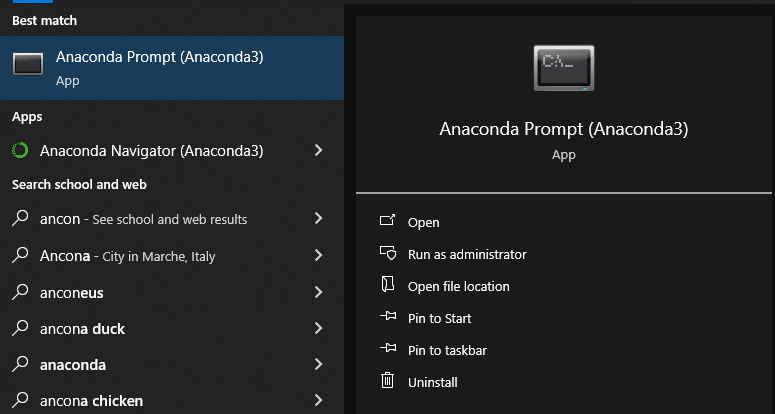 Best match
Anaconda Prompt (Anaconda3)
App
Apps
Anaconda Navigator (Anaconda3)
Search school and web
ancon - See school and web results
Ancona - City in Marche, Italy
anconeus
ancona duck
anaconda
ancona chicken
C:\_
Anaconda Prompt (Anaconda3)
App
Open
Run as administrator
Open file location
Pin to Start
Pin to taskbar
Uninstall